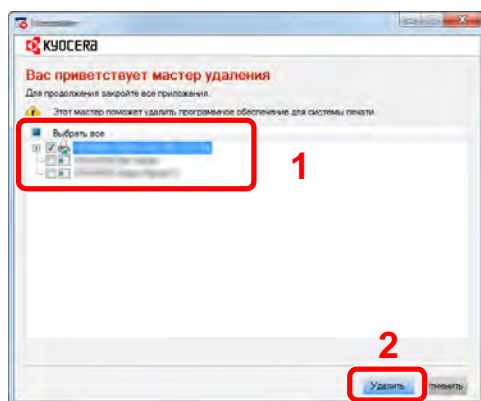 KYOCERA
Вас приветствует мастер удаления
Для продолжения закройте все приложения.
Этот мастер поможет удалить программное обеспечение для системы печати.
Выбрать все
1
2
Удалить